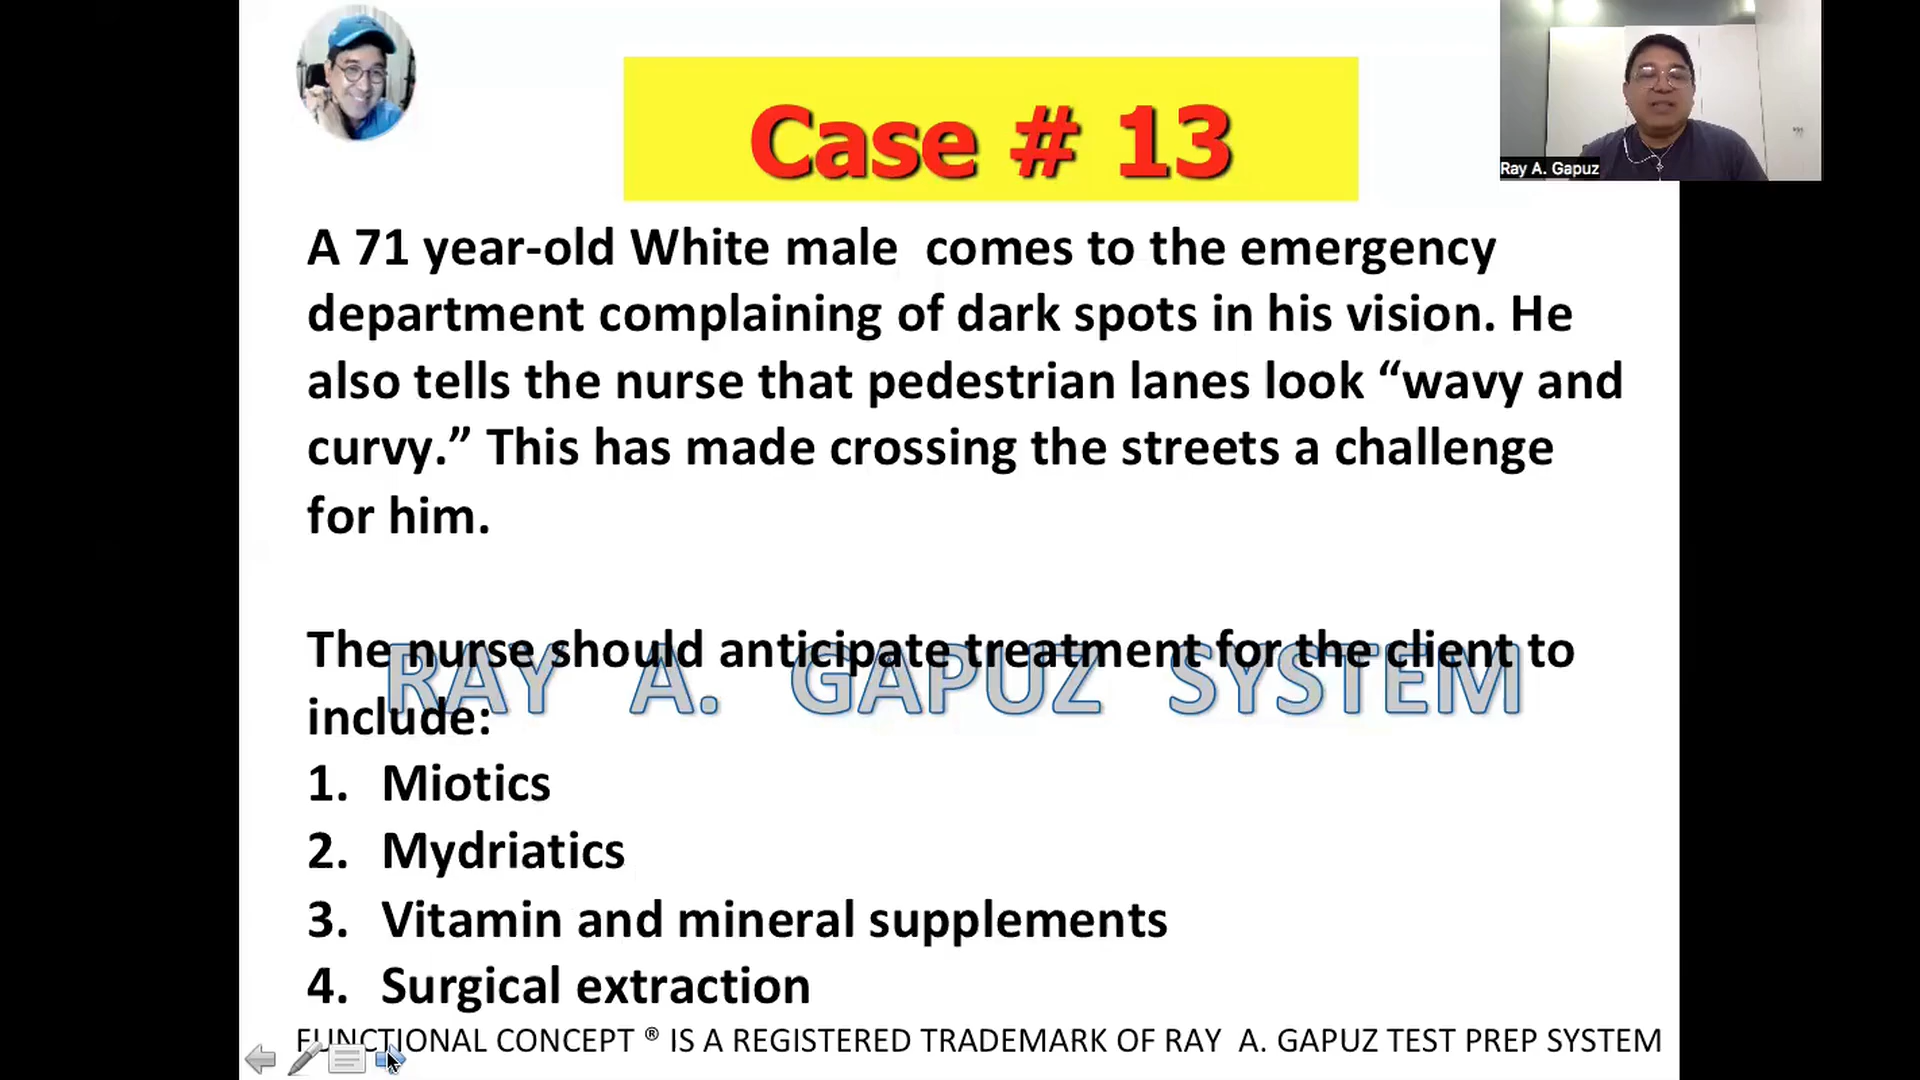 Case # 13
Ray A. Gapuz
A 71 year-old White male comes to the emergency
department complaining of dark spots in his vision. He
also tells the nurse that pedestrian lanes look “wavy and
curvy.” This has made crossing the streets a challenge
for him.
The nurse should anticipate treatment for the client to
RAY A. GAPUZ SYSTEM
include:
1. Miotics
2. Mydriatics
3. Vitamin and mineral supplements
4. Surgical extraction
FUNCTIONAL CONCEPT ® IS A REGISTERED TRADEMARK OF RAY A. GAPUZ TEST PREP SYSTEM